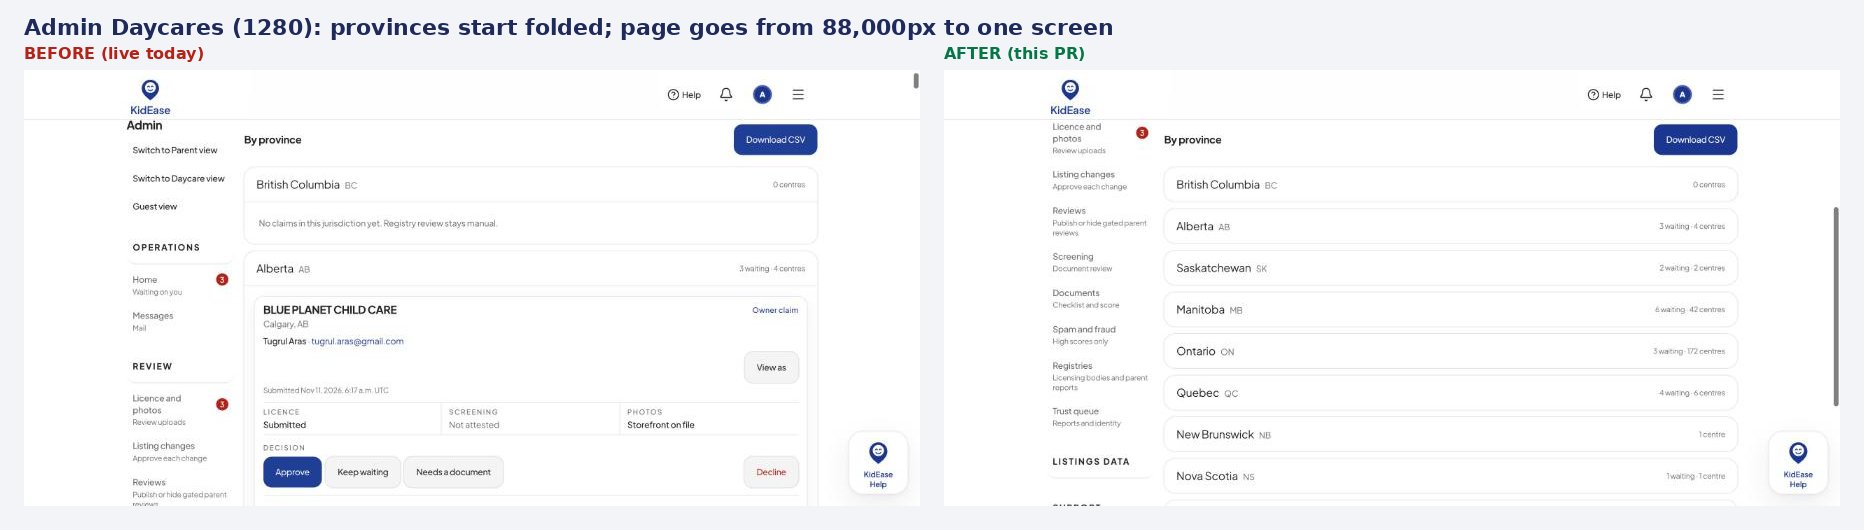 Admin Daycares (1280): provinces start folded; page goes from 88,000px to one screen
BEFORE (live today)
KidEase
Help
A
Admin
Switch to Parent view
Switch to Daycare view
Guest view
OPERATIONS
Home
3
Waiting on you
Messages
Mail
REVIEW
Licence and
photos
3
Review uploads
Listing changes
Approve each change
Reviews
Publish or hide gated parent
reviews
By province
Download CSV
British Columbia BC
0 centres
No claims in this jurisdiction yet. Registry review stays manual.
Alberta AB
3 waiting · 4 centres
BLUE PLANET CHILD CARE
Owner claim
Calgary, AB
Tugrul Aras · tugrul.aras@gmail.com
View as
Submitted Nov 11, 2026, 6:17 a.m. UTC
LICENCE
Submitted
SCREENING
Not attested
PHOTOS
Storefront on file
DECISION
Approve
Keep waiting
Needs a document
Decline
KidEase
Help
AFTER (this PR)
KidEase
Help
A
Licence and
photos
3
Review uploads
Listing changes
Approve each change
Reviews
Publish or hide gated parent
reviews
Screening
Document review
Documents
Checklist and score
Spam and fraud
High scores only
Registries
Licensing bodies and parent
reports
Trust queue
Reports and identity
LISTINGS DATA
SUPPORT
By province
Download CSV
British Columbia BC
0 centres
Alberta AB
3 waiting · 4 centres
Saskatchewan SK
2 waiting · 2 centres
Manitoba MB
6 waiting · 42 centres
Ontario ON
3 waiting · 172 centres
Quebec QC
4 waiting · 6 centres
New Brunswick NB
1 centre
Nova Scotia NS
1 waiting · 1 centre
KidEase
Help